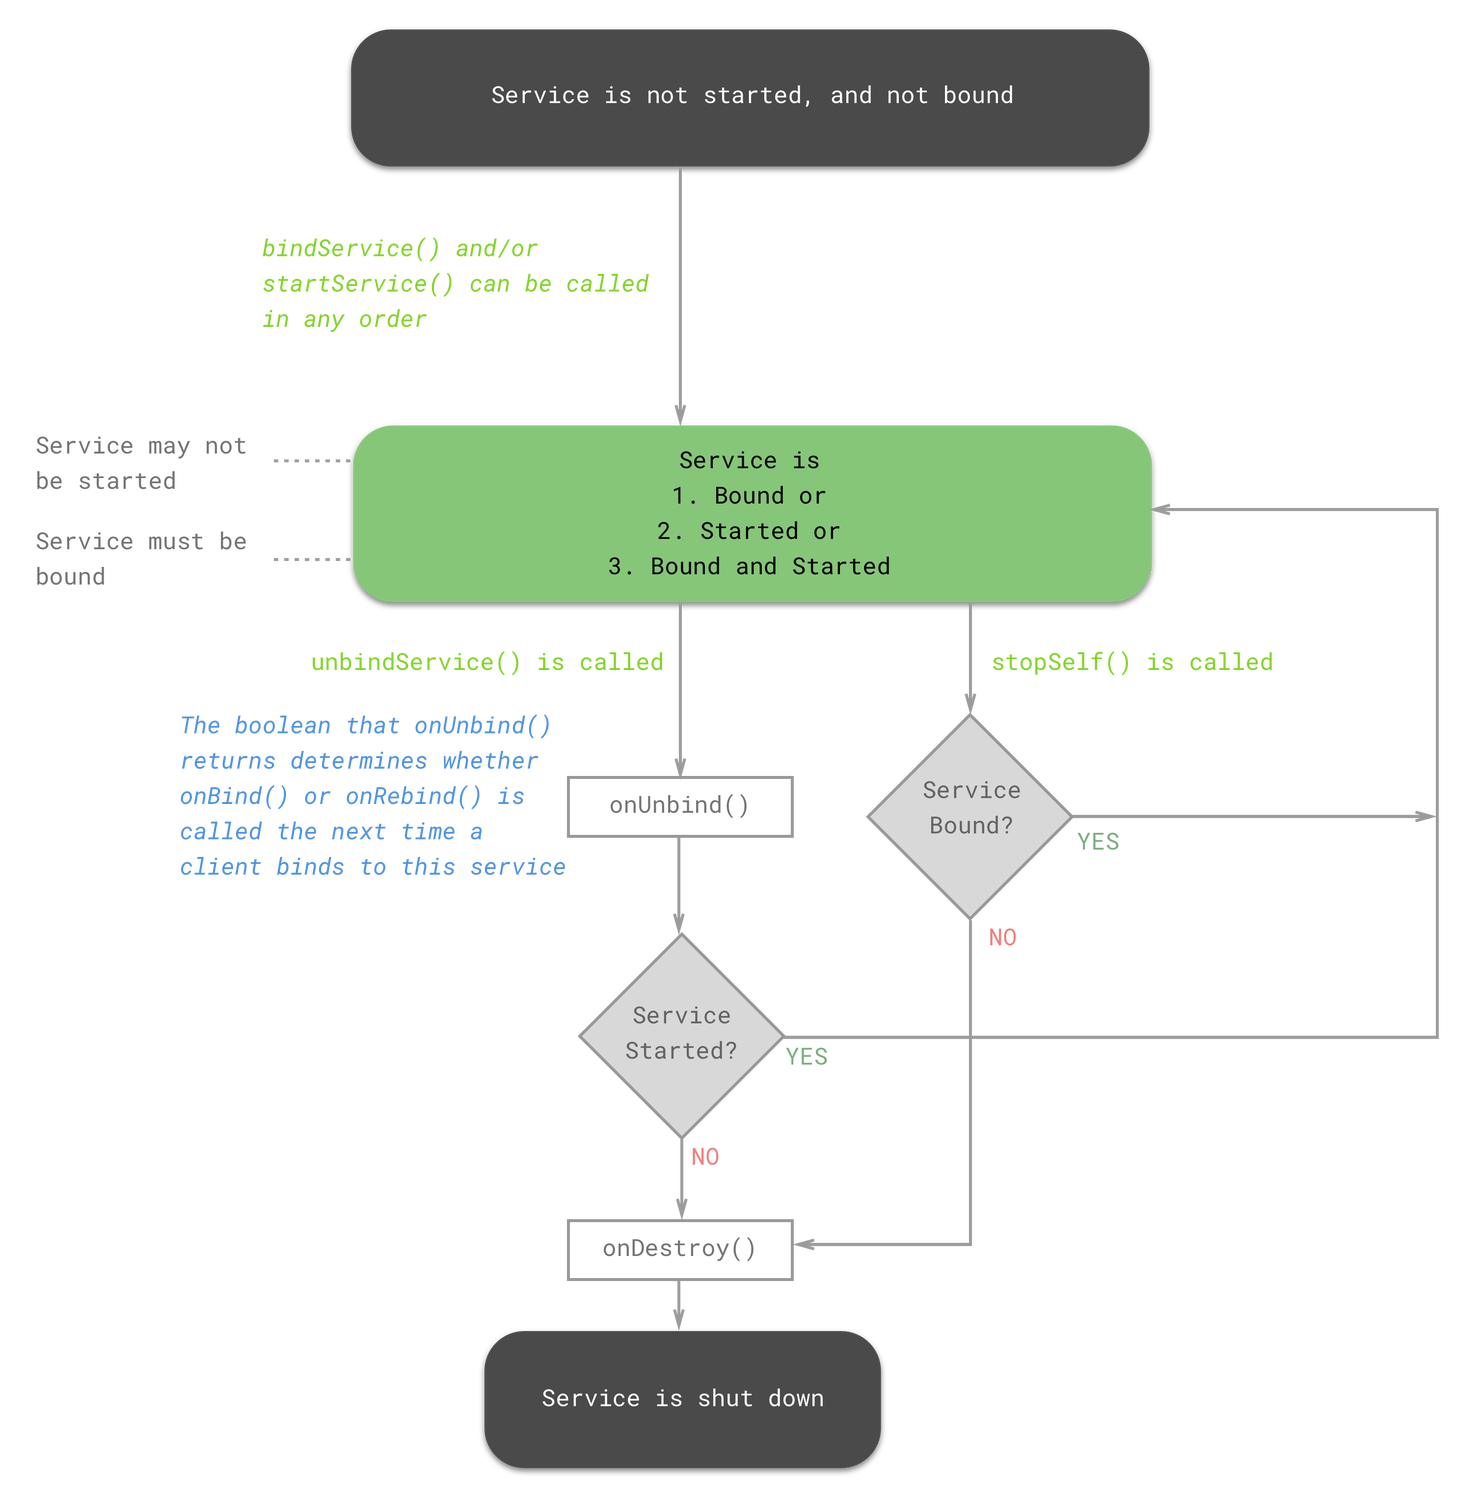 Service is not started, and not bound
bindService() and/or
startService() can be called
in any order
Service may not
be started
Service must be
bound
Service is
1. Bound or
2. Started or
3. Bound and Started
unbindService() is called
stopSelf() is called
The boolean that onUnbind()
returns determines whether
onBind() or onRebind() is
called the next time a
client binds to this service
onUnbind()
Service
Bound?
YES
NO
Service
Started?
YES
NO
onDestroy()
Service is shut down